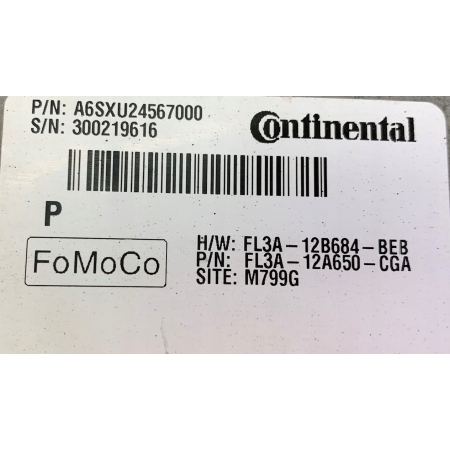 P/N: A6SXU24567000
S/N: 300219616
Continental
P
FoMoCo
H/W: FL3A-12B684-BEB
P/N: FL3A-12A650-CGA
SITE: M799G